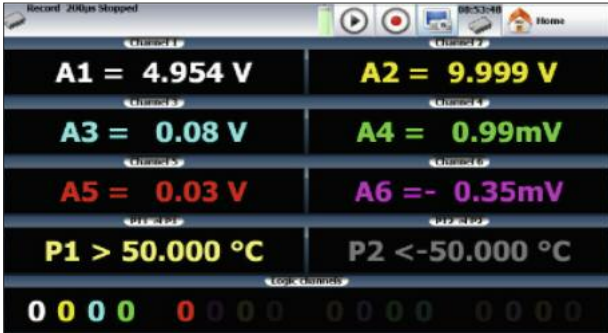 Record 200µs Stopped
08:53:40
Home
Channel 1
Channel 2
A1 = 4.954 V
A2 = 9.999 V
Channel 3
Channel 4
A3 = 0.08 V
A4 = 0.99mV
Channel 5
Channel 6
A5 = 0.03 V
A6 =- 0.35mV
P1 > 50.000 °C
P2 <-50.000 °C
Logic channels
0 0 0 0 0 0 0 0 0 0 0 0 0 0 0 0